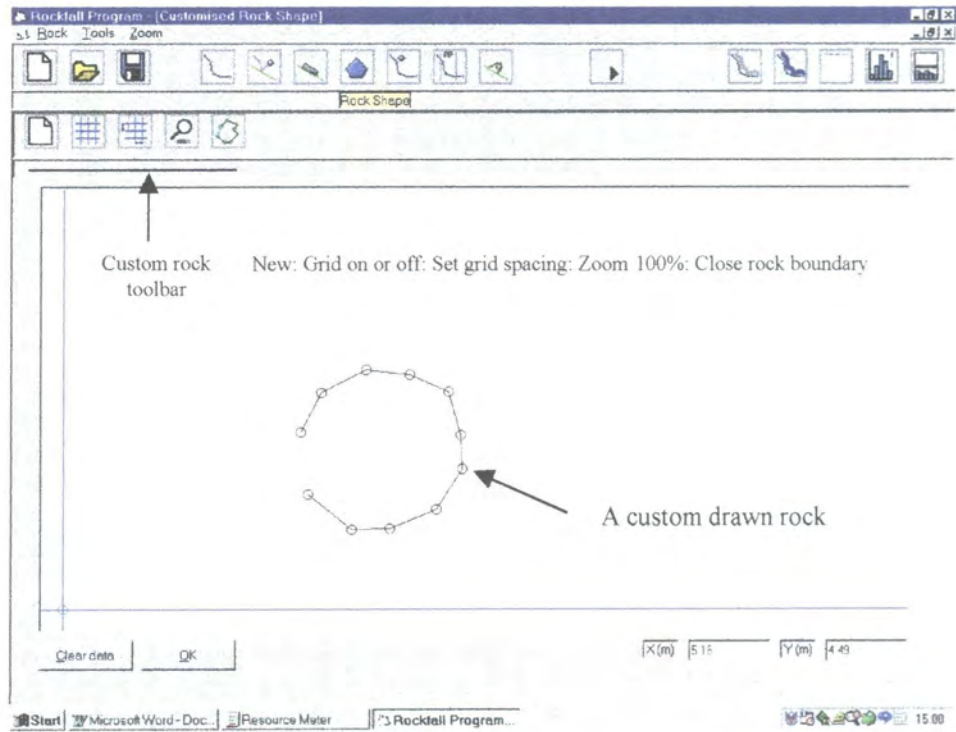 Rockfall Program - [Customised Rock Shape]
Rock Tools Zoom
Rock Shape
Custom rock
toolbar
New: Grid on or off: Set grid spacing: Zoom 100%: Close rock boundary
A custom drawn rock
Clear data OK X (m) 5.16 Y (m) 4.49
Start Microsoft Word - Doc... Resource Meter Rockfall Program... 15:00